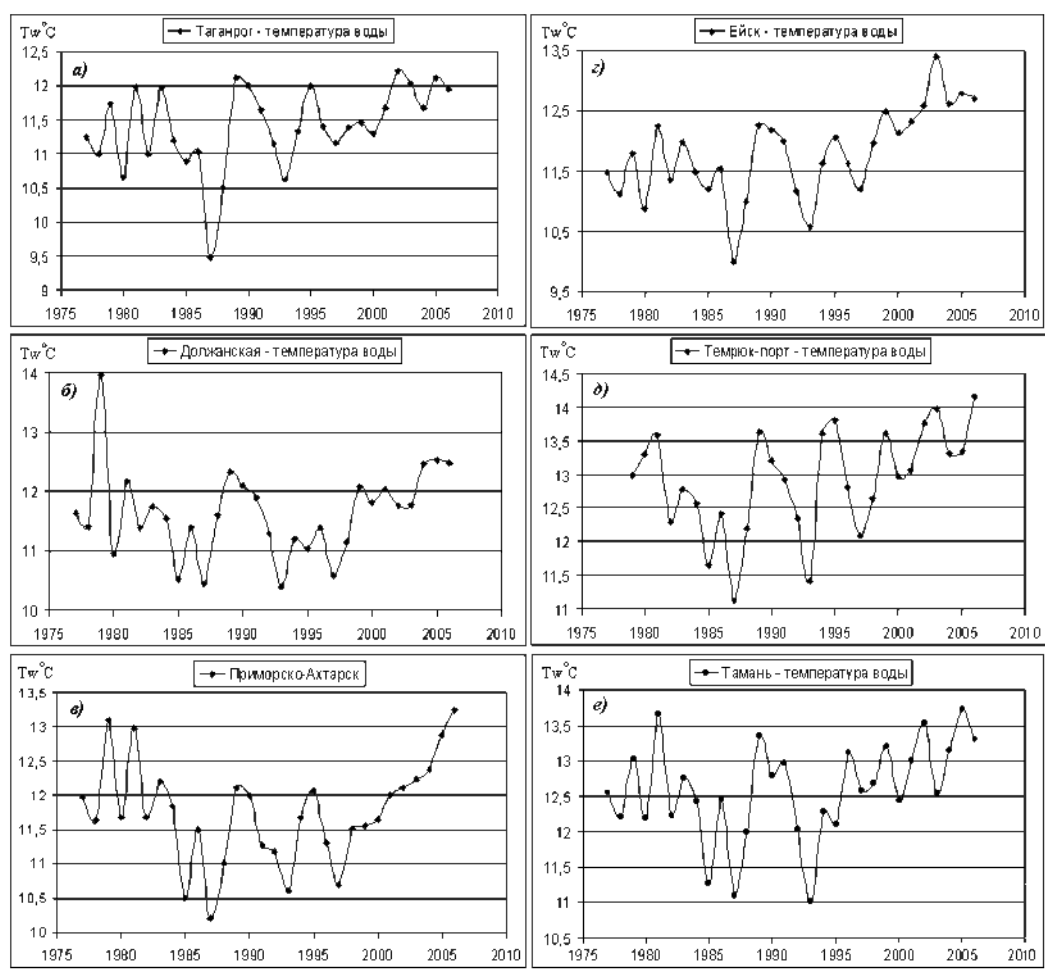 Tw°C
Таганрог - температура воды
а)
12,5
12
11,5
11
10,5
10
9,5
9
1975 1980 1985 1990 1995 2000 2005 2010
Tw°C
Ейск - температура воды
г)
13,5
12,5
11,5
10,5
9,5
1975 1980 1985 1990 1995 2000 2005 2010
Tw°C
Должанская - температура воды
б)
14
13
12
11
10
1975 1980 1985 1990 1995 2000 2005 2010
Tw°C
Темрюк-порт - температура воды
д)
14,5
14
13,5
13
12,5
12
11,5
11
1975 1980 1985 1990 1995 2000 2005 2010
Tw°C
Приморско-Ахтарск
в)
13,5
13
12,5
12
11,5
11
10,5
10
1975 1980 1985 1990 1995 2000 2005 2010
Tw°C
Тамань - температура воды
е)
14
13,5
13
12,5
12
11,5
11
10,5
1975 1980 1985 1990 1995 2000 2005 2010